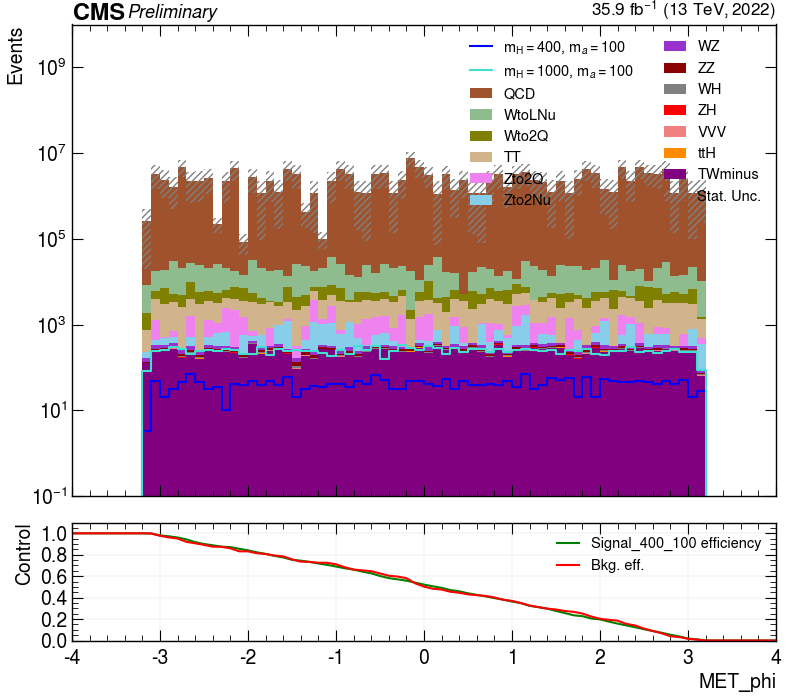 CMS Preliminary 35.9 fb⁻¹ (13 TeV, 2022)
Events
10⁹
10⁷
10⁵
10³
10¹
10⁻¹
m_H = 400, m_a = 100
m_H = 1000, m_a = 100
QCD
WtoLNu
Wto2Q
TT
Zto2Q
Zto2Nu
WZ
ZZ
WH
ZH
VVV
ttH
TWminus
Stat. Unc.
Control
1.0
0.8
0.6
0.4
0.2
0.0
Signal_400_100 efficiency
Bkg. eff.
-4 -3 -2 -1 0 1 2 3 4
MET_phi